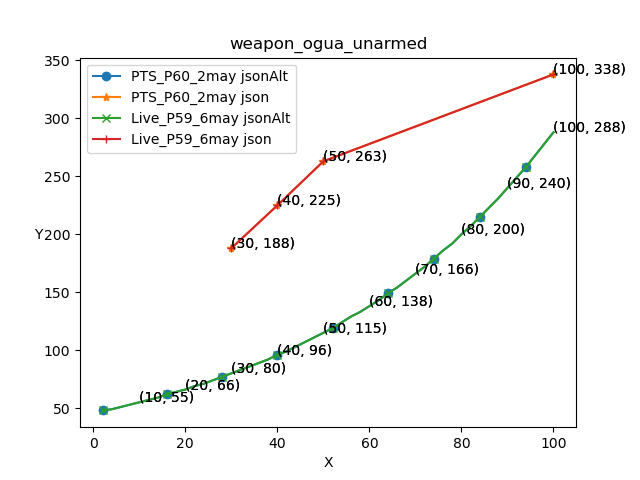 weapon_ogua_unarmed
PTS_P60_2may jsonAlt
PTS_P60_2may json
Live_P59_6may jsonAlt
Live_P59_6may json
350
300
250
Y200
150
100
50
(100, 338)
(50, 263)
(40, 225)
(30, 188)
(100, 288)
(90, 240)
(80, 200)
(70, 166)
(60, 138)
(50, 115)
(40, 96)
(30, 80)
(20, 66)
(10, 55)
0 20 40 60 80 100
X